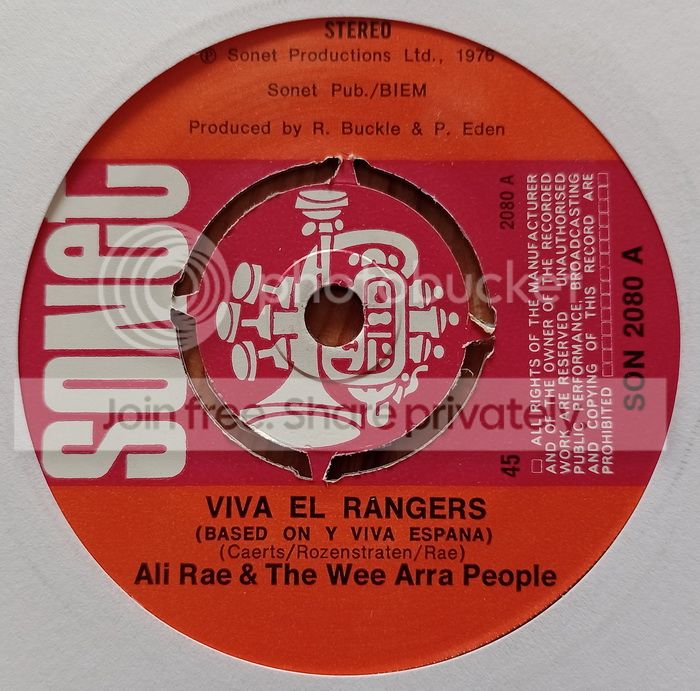 STEREO
℗ Sonet Productions Ltd., 1976
Sonet Pub./BIEM
Produced by R. Buckle & P. Eden
sonet
2080 A
ALL RIGHTS OF THE MANUFACTURER
AND OF THE OWNER OF THE RECORDED
WORK ARE RESERVED UNAUTHORISED
PUBLIC PERFORMANCE, BROADCASTING
AND COPYING OF THIS RECORD ARE
PROHIBITED
SON 2080 A
45
photobucket
Join free. Share privately.
VIVA EL RANGERS
(BASED ON Y VIVA ESPANA)
(Caerts/Rozenstraten/Rae)
Ali Rae & The Wee Arra People